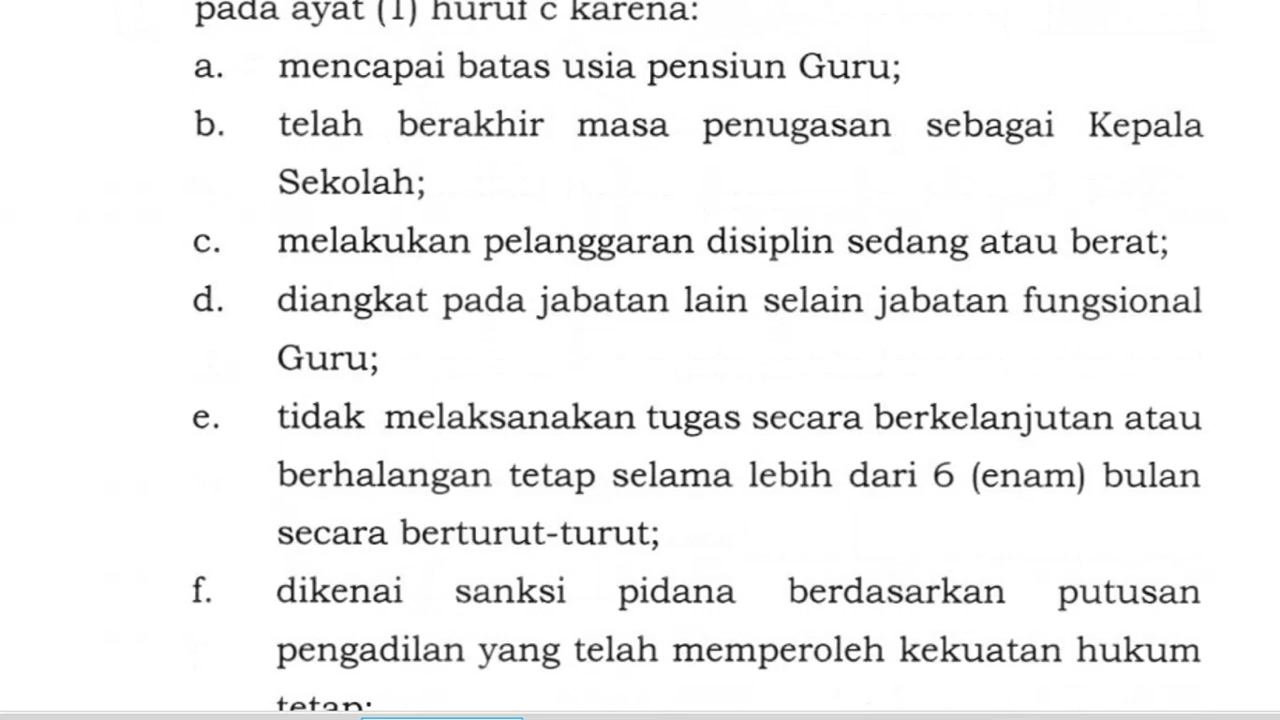 pada ayat (1) huruf c karena:
a. mencapai batas usia pensiun Guru;
b. telah berakhir masa penugasan sebagai Kepala
Sekolah;
c. melakukan pelanggaran disiplin sedang atau berat;
d. diangkat pada jabatan lain selain jabatan fungsional
Guru;
e. tidak melaksanakan tugas secara berkelanjutan atau
berhalangan tetap selama lebih dari 6 (enam) bulan
secara berturut-turut;
f. dikenai sanksi pidana berdasarkan putusan
pengadilan yang telah memperoleh kekuatan hukum
tetap;